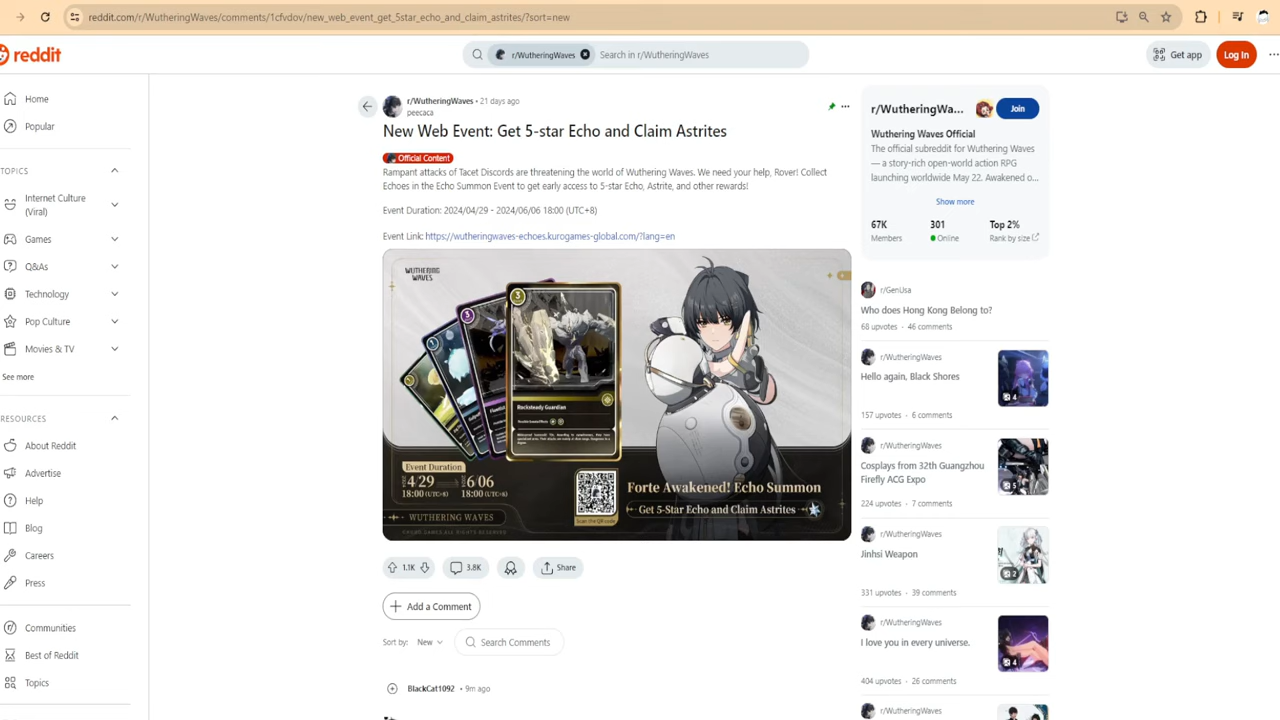 reddit.com/r/WutheringWaves/comments/1cfvdov/new_web_event_get_5star_echo_and_claim_astrites/?sort=new
reddit
r/WutheringWaves
Search in r/WutheringWaves
Get app
Log In
Home
Popular
TOPICS
Internet Culture
(Viral)
Games
Q&As
Technology
Pop Culture
Movies & TV
See more
RESOURCES
About Reddit
Advertise
Help
Blog
Careers
Press
Communities
Best of Reddit
Topics
r/WutheringWaves • 21 days ago
peecaca
New Web Event: Get 5-star Echo and Claim Astrites
Official Content
Rampant attacks of Tacet Discords are threatening the world of Wuthering Waves. We need your help, Rover! Collect
Echoes in the Echo Summon Event to get early access to 5-star Echo, Astrite, and other rewards!
Event Duration: 2024/04/29 - 2024/06/06 18:00 (UTC+8)
Event Link: https://wutheringwaves-echoes.kurogames-global.com/?lang=en
WUTHERING
WAVES
3
3
1
Rocksteady Guardian
Event Duration
4/29
6/06
18:00 (UTC+8)
18:00 (UTC+8)
WUTHERING WAVES
Scan the QR code
Forte Awakened! Echo Summon
Get 5-Star Echo and Claim Astrites
1.1K
3.8K
Share
Add a Comment
Sort by: New
Search Comments
BlackCat1092 • 9m ago
r/WutheringWa...
Join
Wuthering Waves Official
The official subreddit for Wuthering Waves
— a story-rich open-world action RPG
launching worldwide May 22. Awakened o...
Show more
67K
301
Top 2%
Members
Online
Rank by size
r/GenUsa
Who does Hong Kong Belong to?
68 upvotes • 46 comments
r/WutheringWaves
Hello again, Black Shores
4
157 upvotes • 6 comments
r/WutheringWaves
Cosplays from 32th Guangzhou
Firefly ACG Expo
5
224 upvotes • 7 comments
r/WutheringWaves
Jinhsi Weapon
2
331 upvotes • 39 comments
r/WutheringWaves
I love you in every universe.
4
404 upvotes • 26 comments
r/WutheringWaves